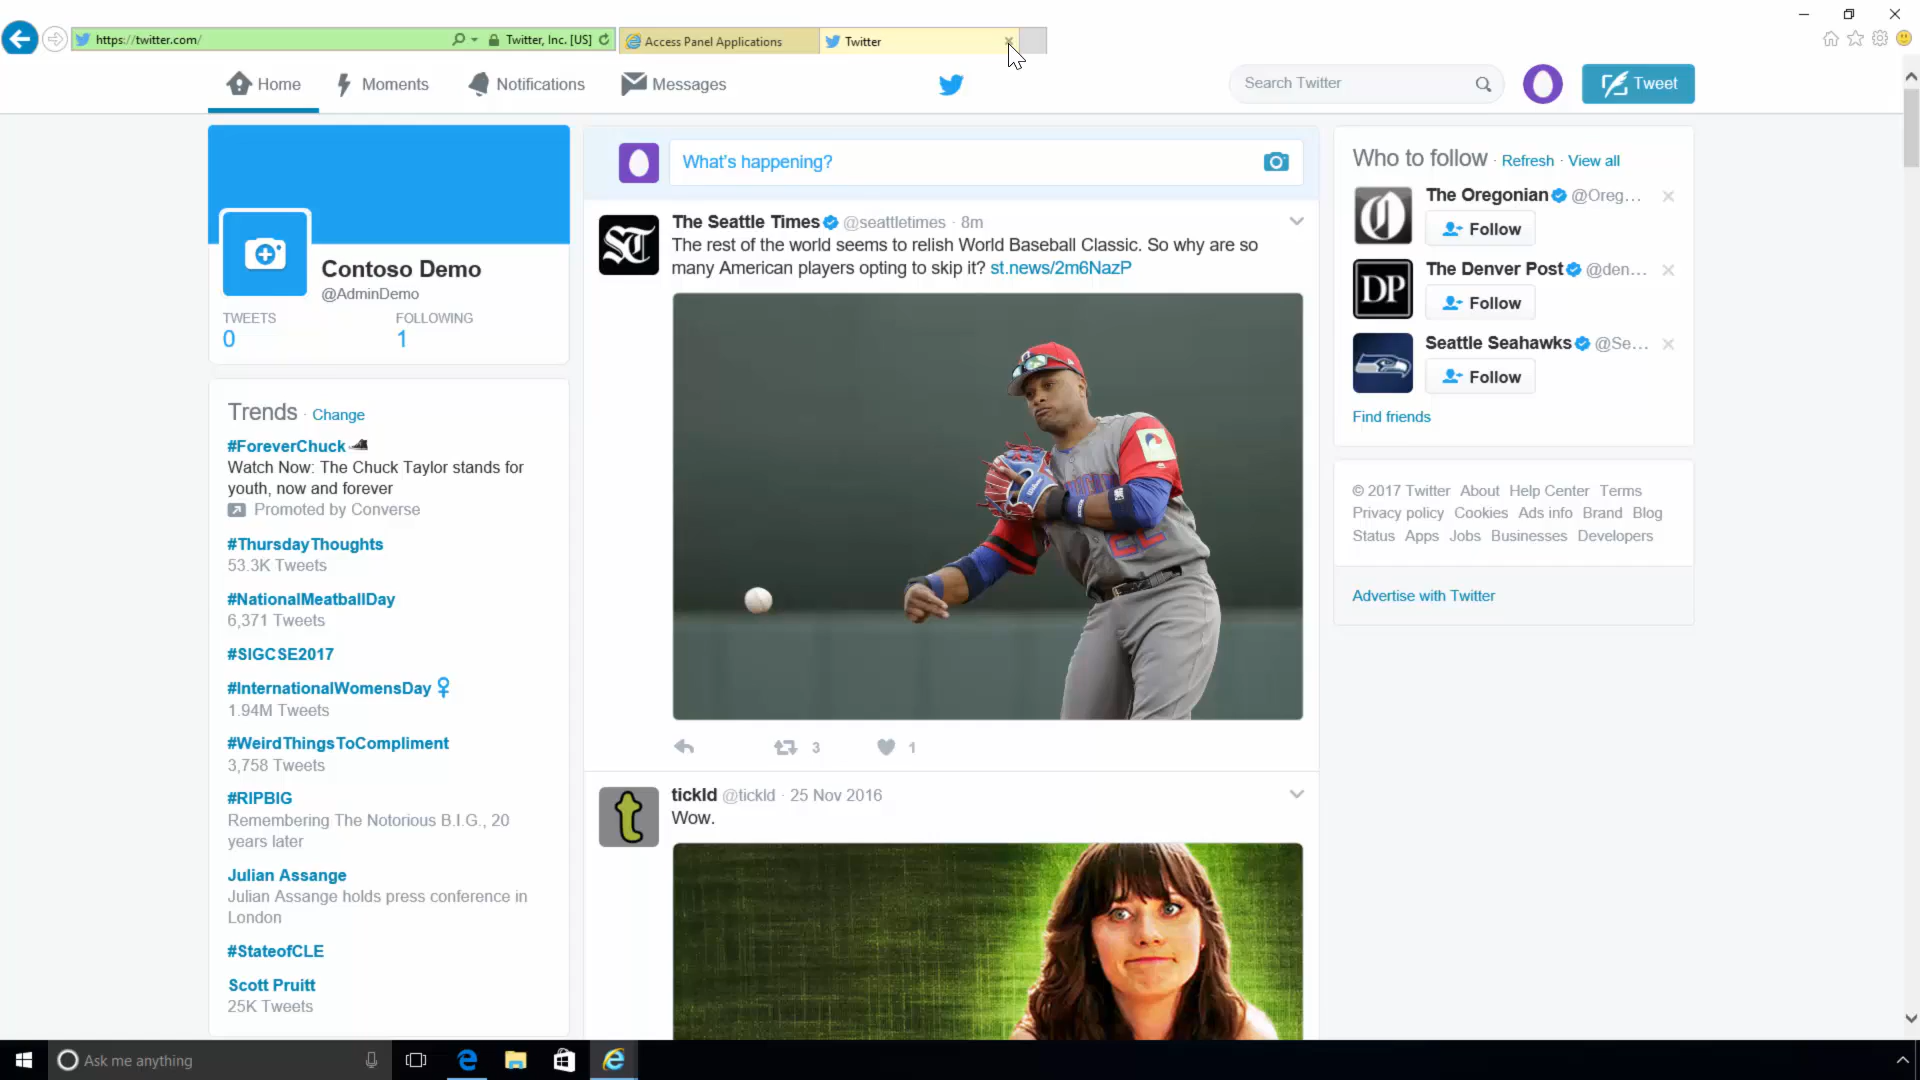 https://twitter.com/
Twitter, Inc. [US]
Access Panel Applications
Twitter
Home
Moments
Notifications
Messages
Search Twitter
Tweet
Contoso Demo
@AdminDemo
TWEETS
FOLLOWING
0
1
Trends · Change
#ForeverChuck
Watch Now: The Chuck Taylor stands for
youth, now and forever
Promoted by Converse
#ThursdayThoughts
53.3K Tweets
#NationalMeatballDay
6,371 Tweets
#SIGCSE2017
#InternationalWomensDay
1.94M Tweets
#WeirdThingsToCompliment
3,758 Tweets
#RIPBIG
Remembering The Notorious B.I.G., 20
years later
Julian Assange
Julian Assange holds press conference in
London
#StateofCLE
Scott Pruitt
25K Tweets
What's happening?
The Seattle Times @seattletimes · 8m
The rest of the world seems to relish World Baseball Classic. So why are so
many American players opting to skip it? st.news/2m6NazP
22
3
1
tickld @tickld · 25 Nov 2016
Wow.
Who to follow · Refresh · View all
The Oregonian @Oreg...
Follow
DP
The Denver Post @den...
Follow
Seattle Seahawks @Se...
Follow
Find friends
© 2017 Twitter About Help Center Terms
Privacy policy Cookies Ads info Brand Blog
Status Apps Jobs Businesses Developers
Advertise with Twitter
Ask me anything